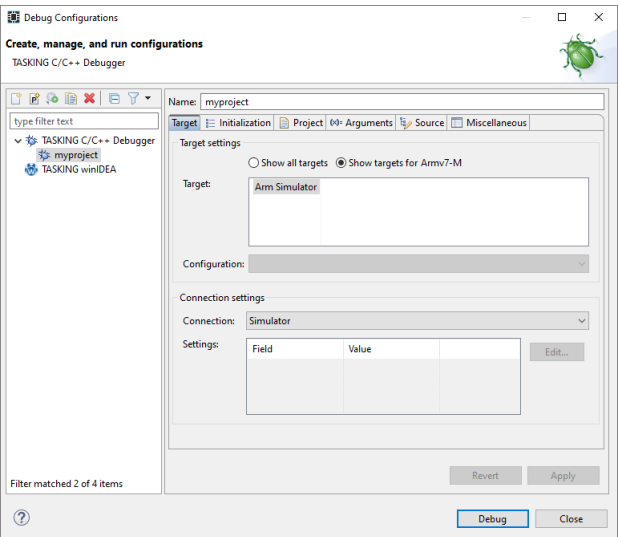 Debug Configurations
Create, manage, and run configurations
TASKING C/C++ Debugger
type filter text
TASKING C/C++ Debugger
myproject
TASKING winIDEA
Filter matched 2 of 4 items
Name: myproject
Target Initialization Project (x)= Arguments Source Miscellaneous
Target settings
Show all targets Show targets for Armv7-M
Target: Arm Simulator
Configuration:
Connection settings
Connection: Simulator
Settings: Field Value
Edit...
Revert Apply
Debug Close